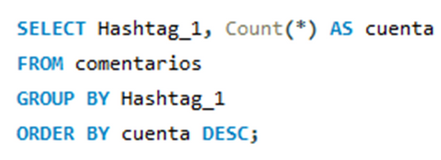 SELECT Hashtag_1, Count(*) AS cuenta
FROM comentarios
GROUP BY Hashtag_1
ORDER BY cuenta DESC;